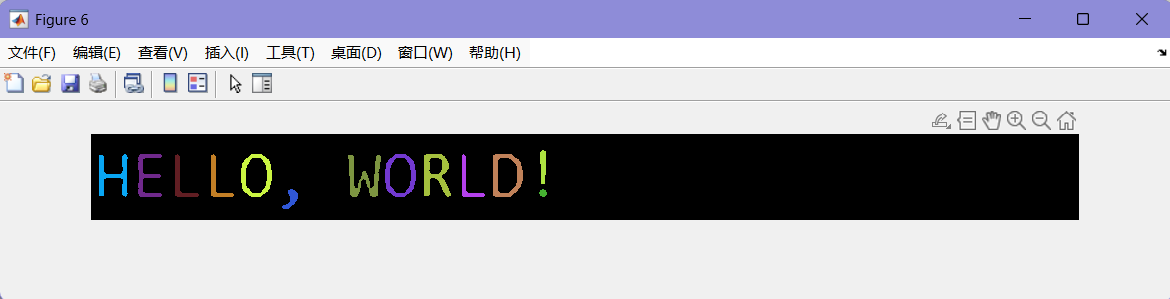 Figure 6
文件(F) 编辑(E) 查看(V) 插入(I) 工具(T) 桌面(D) 窗口(W) 帮助(H)
HELLO, WORLD!